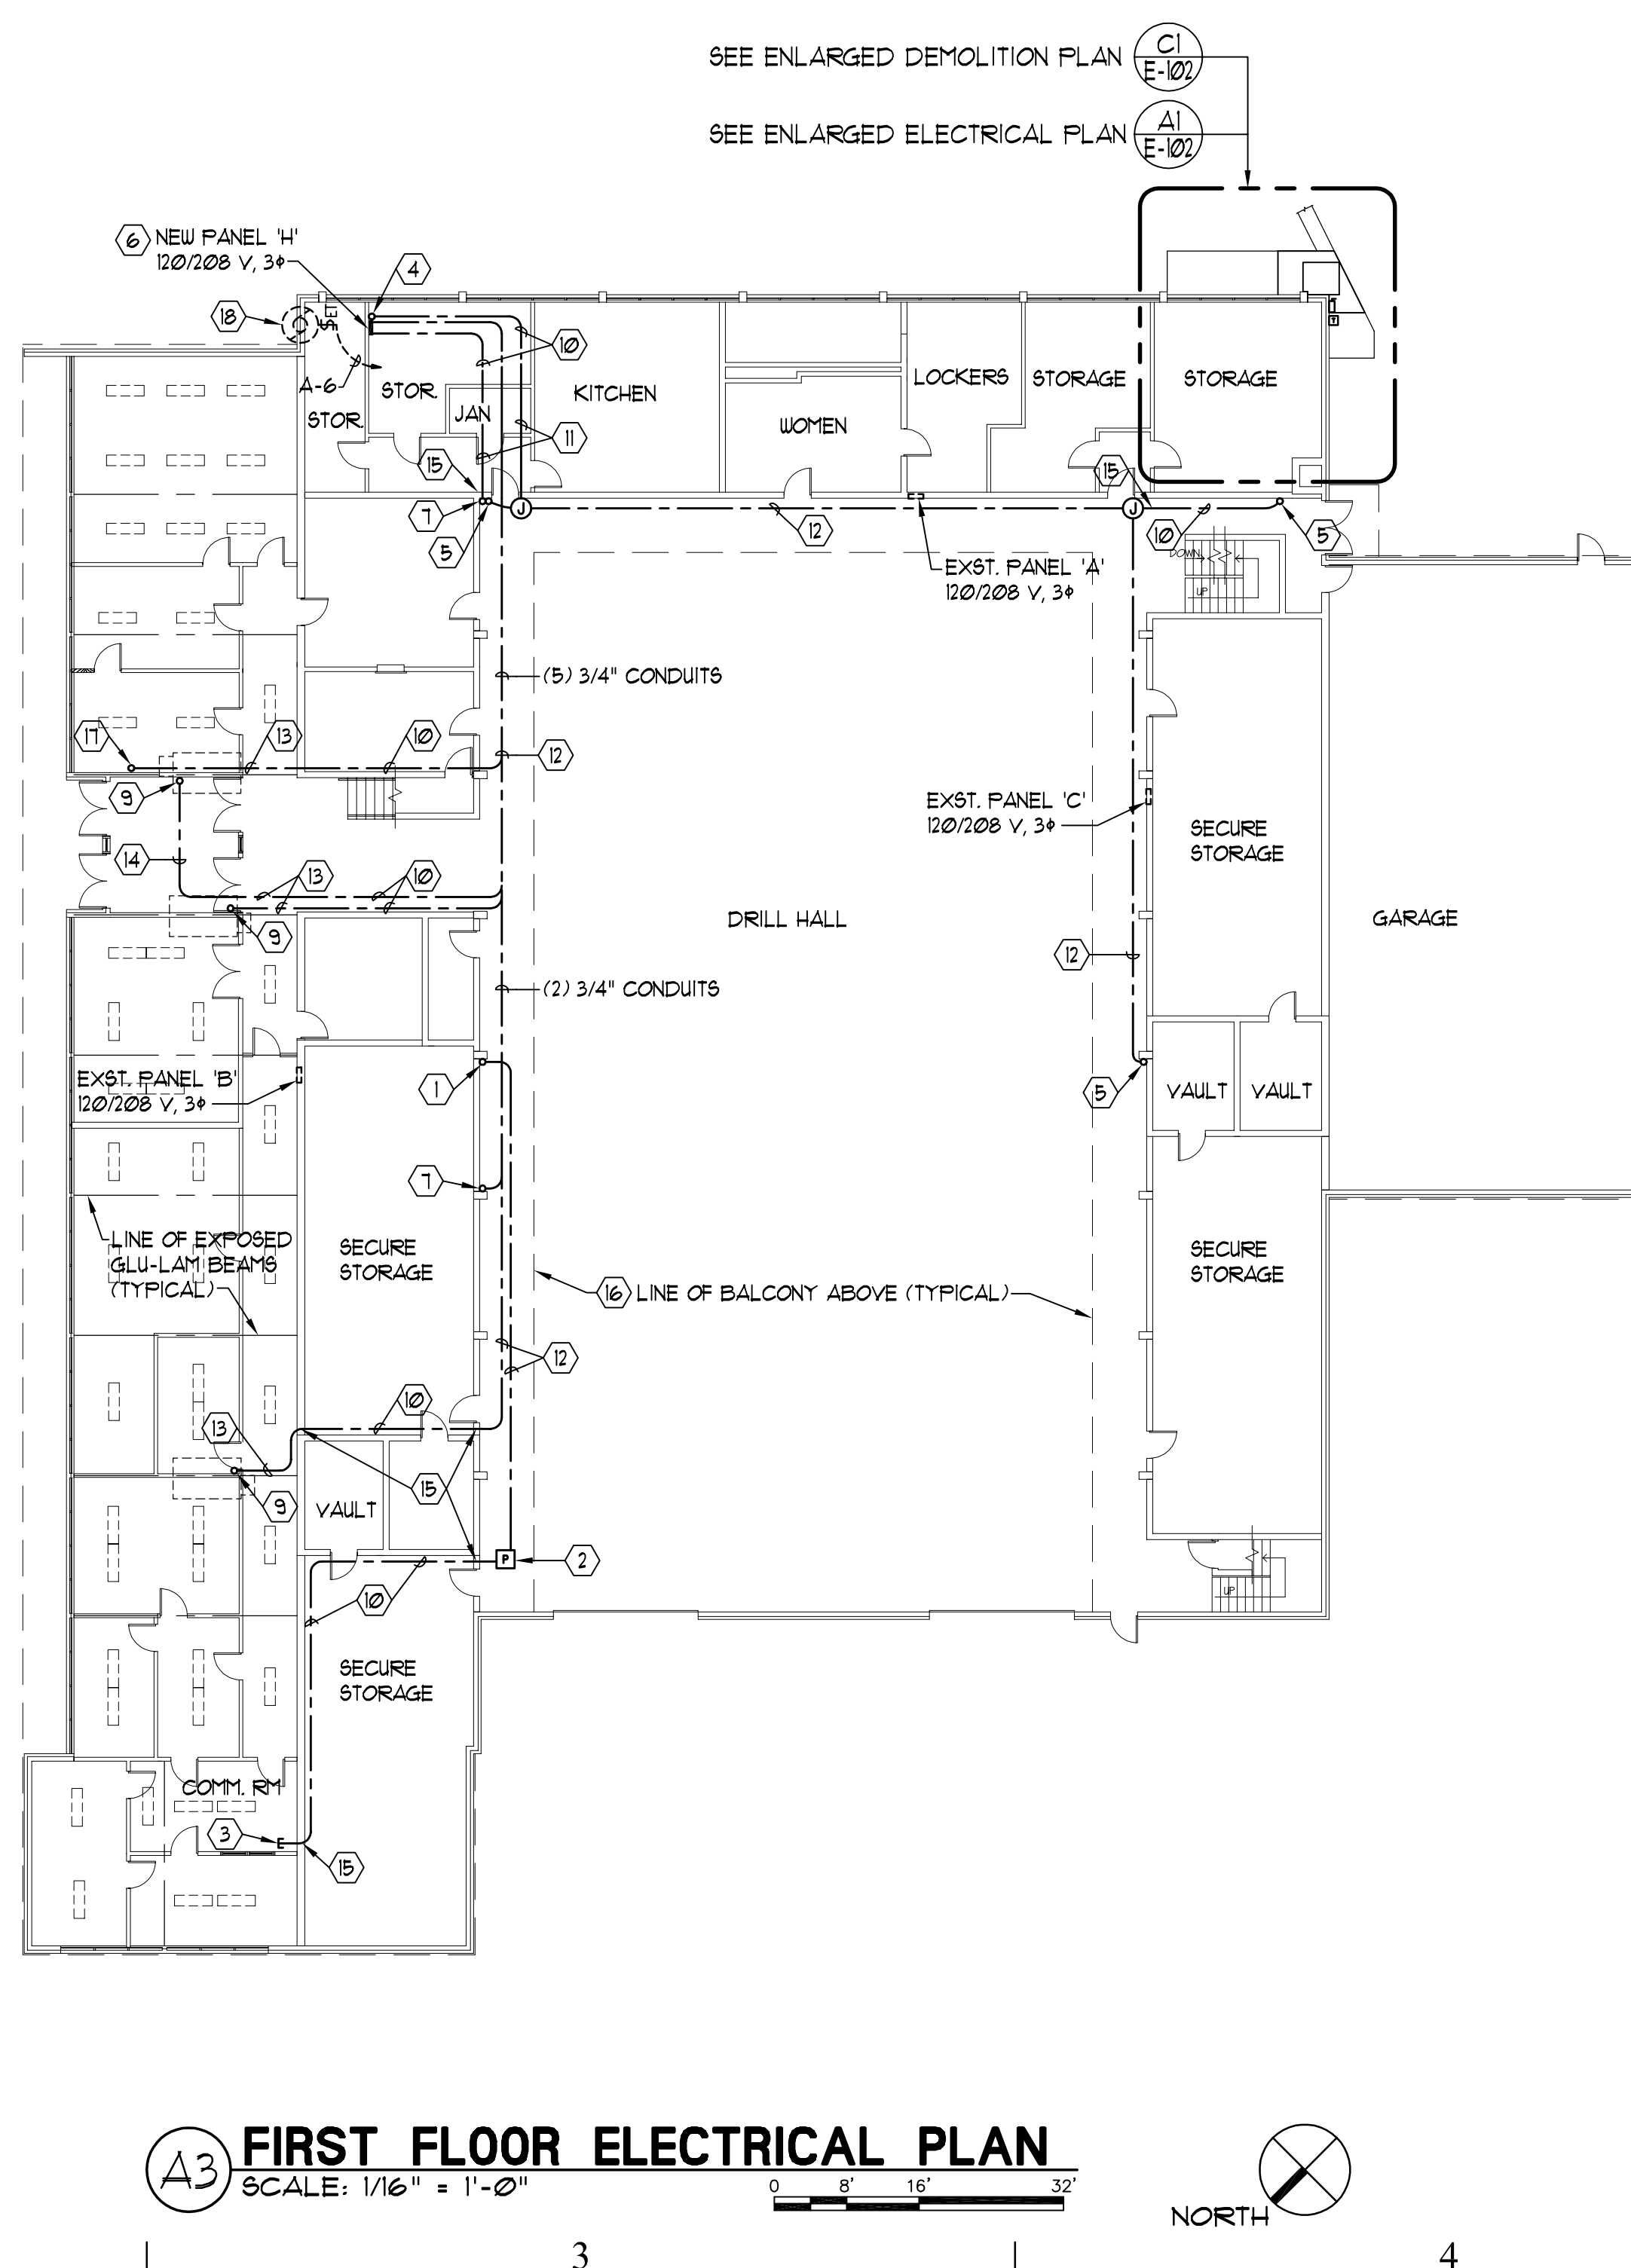 SEE ENLARGED DEMOLITION PLAN
C1
E-102
SEE ENLARGED ELECTRICAL PLAN
A1
E-102
6 NEW PANEL 'H'
120/208 V, 3ϕ
4
18
C
SET
A-6
10
STOR.
STOR.
JAN
KITCHEN
WOMEN
LOCKERS
STORAGE
STORAGE
T
11
15
15
7
J
J
5
12
10
5
EXST. PANEL 'A'
120/208 V, 3ϕ
DOWN
UP
(5) 3/4" CONDUITS
17
13
10
12
9
EXST. PANEL 'C'
120/208 V, 3ϕ
SECURE
STORAGE
14
13
10
DRILL HALL
GARAGE
9
12
(2) 3/4" CONDUITS
EXST. PANEL 'B'
120/208 V, 3ϕ
1
5
VAULT
VAULT
7
LINE OF EXPOSED
GLU-LAM BEAMS
(TYPICAL)
SECURE
STORAGE
SECURE
STORAGE
16 LINE OF BALCONY ABOVE (TYPICAL)
12
10
13
15
9
VAULT
P
2
10
UP
SECURE
STORAGE
COMM. RM
3
15
A3
FIRST FLOOR ELECTRICAL PLAN
SCALE: 1/16" = 1'-0"
0 8' 16' 32'
NORTH
3
4